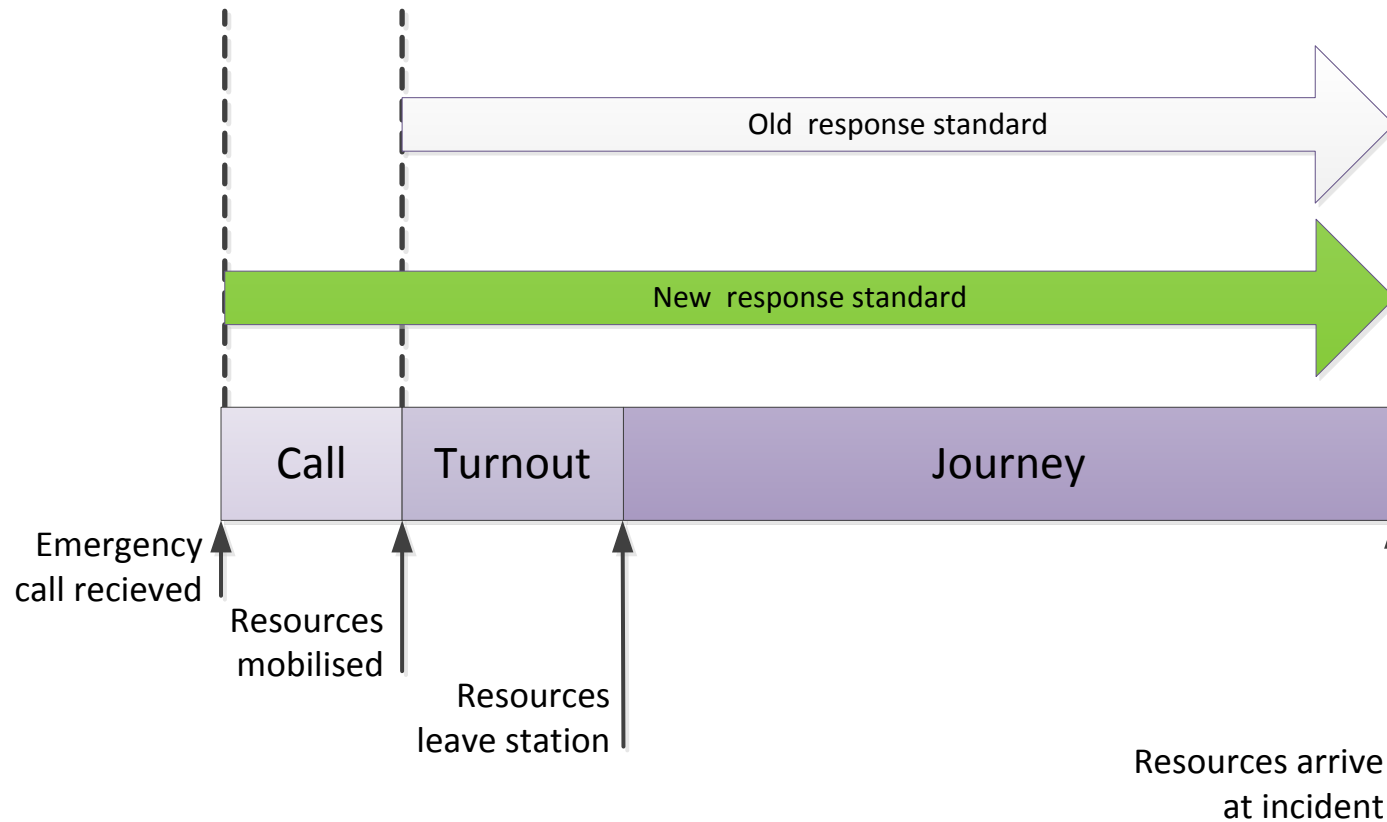 Old response standard
New response standard
Call
Turnout
Journey
Emergency
call recieved
Resources
mobilised
Resources
leave station
Resources arrive
at incident